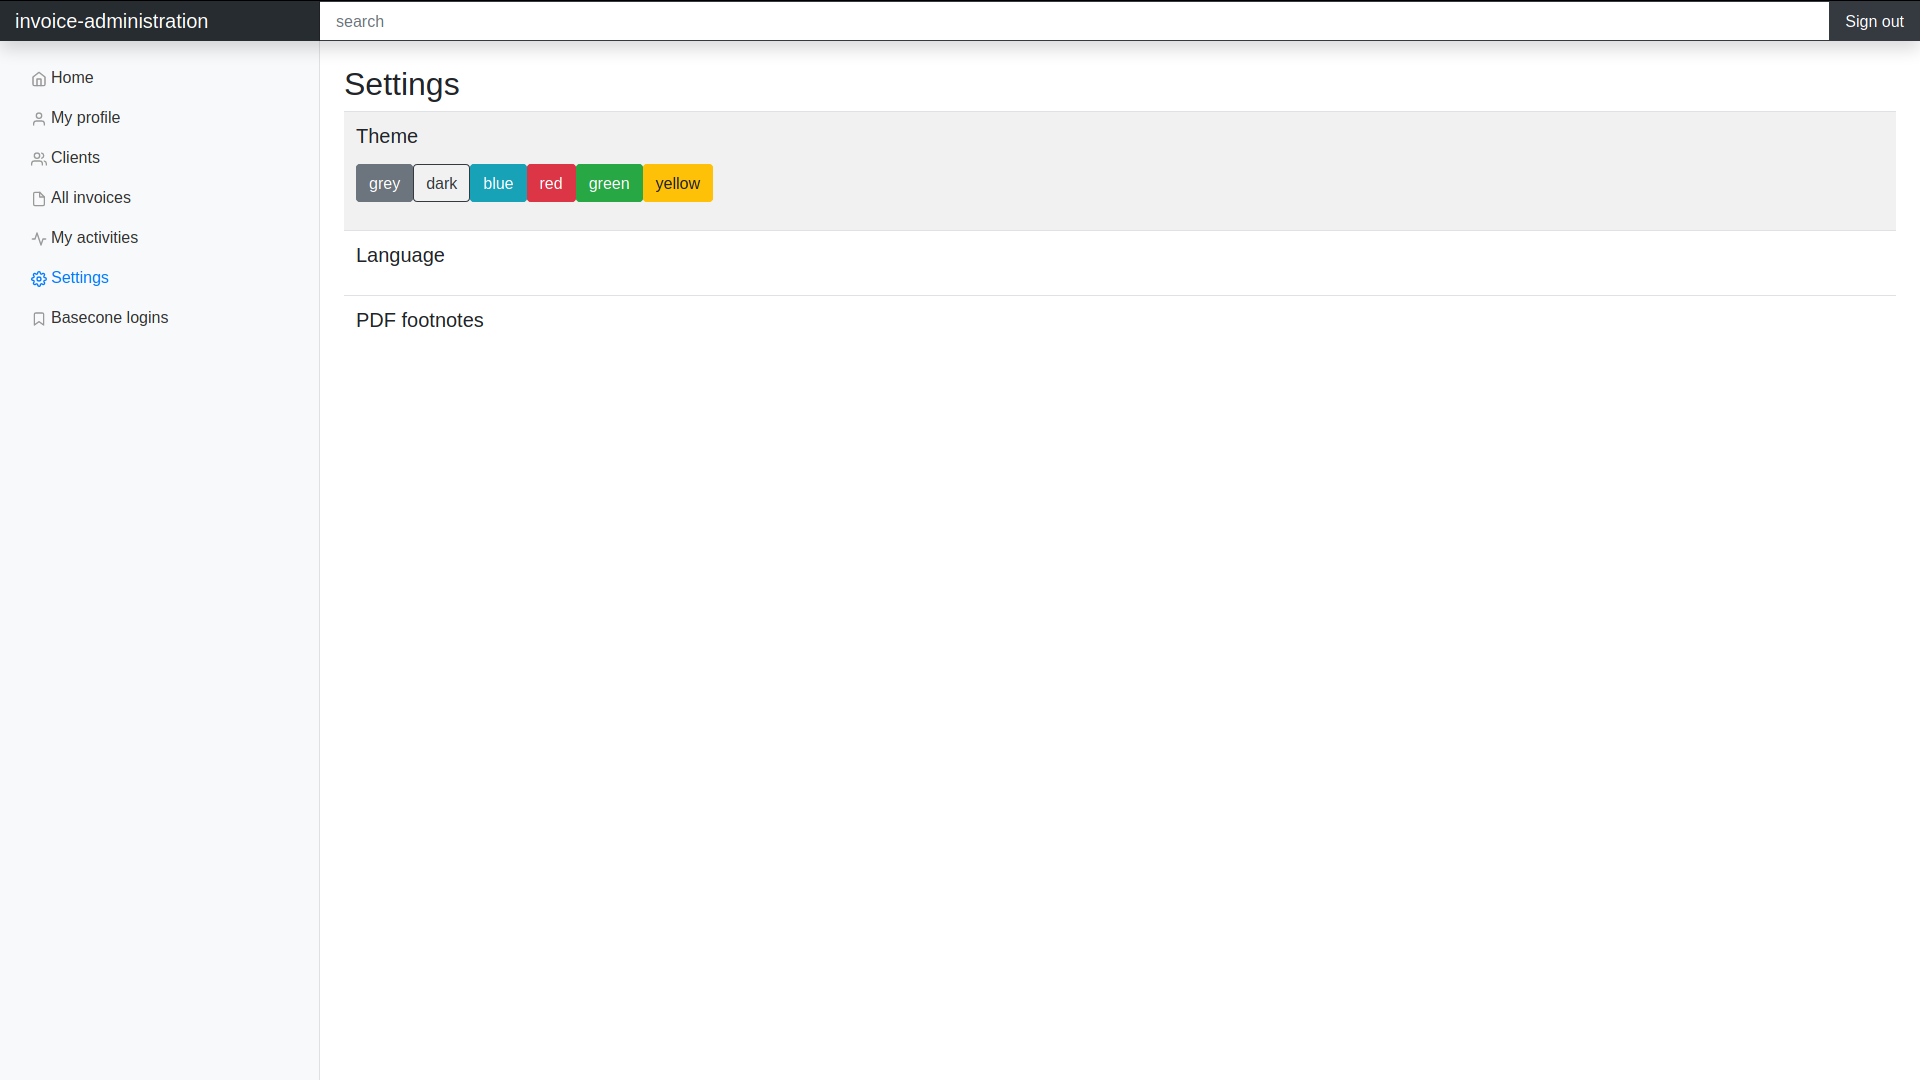 invoice-administration
search
Sign out
Home
My profile
Clients
All invoices
My activities
Settings
Basecone logins
Settings
Theme
grey dark blue red green yellow
Language
PDF footnotes